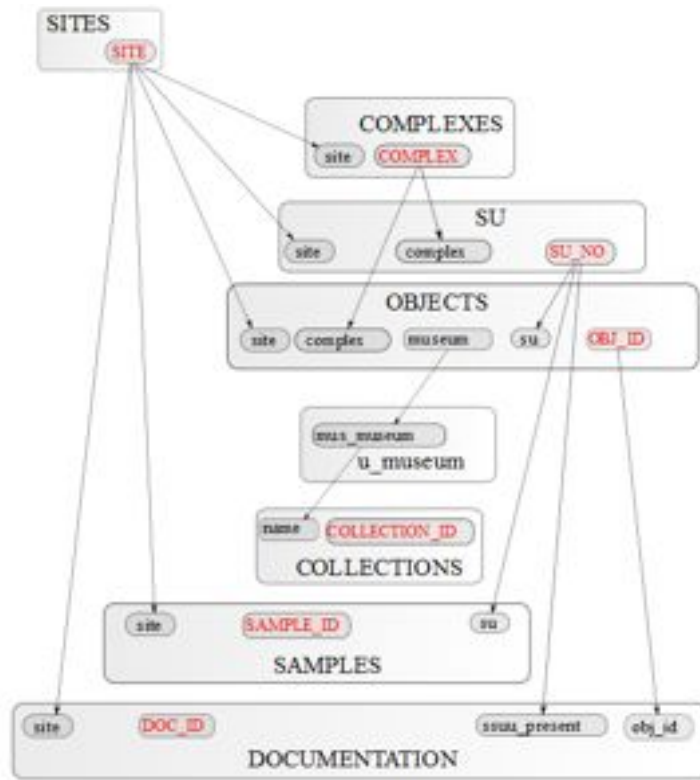 SITES
SITE
COMPLEXES
site COMPLEX
SU
site complex SU_NO
OBJECTS
site complex museum su OBJ_ID
mus_museum
u_museum
name COLLECTION_ID
COLLECTIONS
site SAMPLE_ID su
SAMPLES
site DOC_ID ssuu_present obj_id
DOCUMENTATION